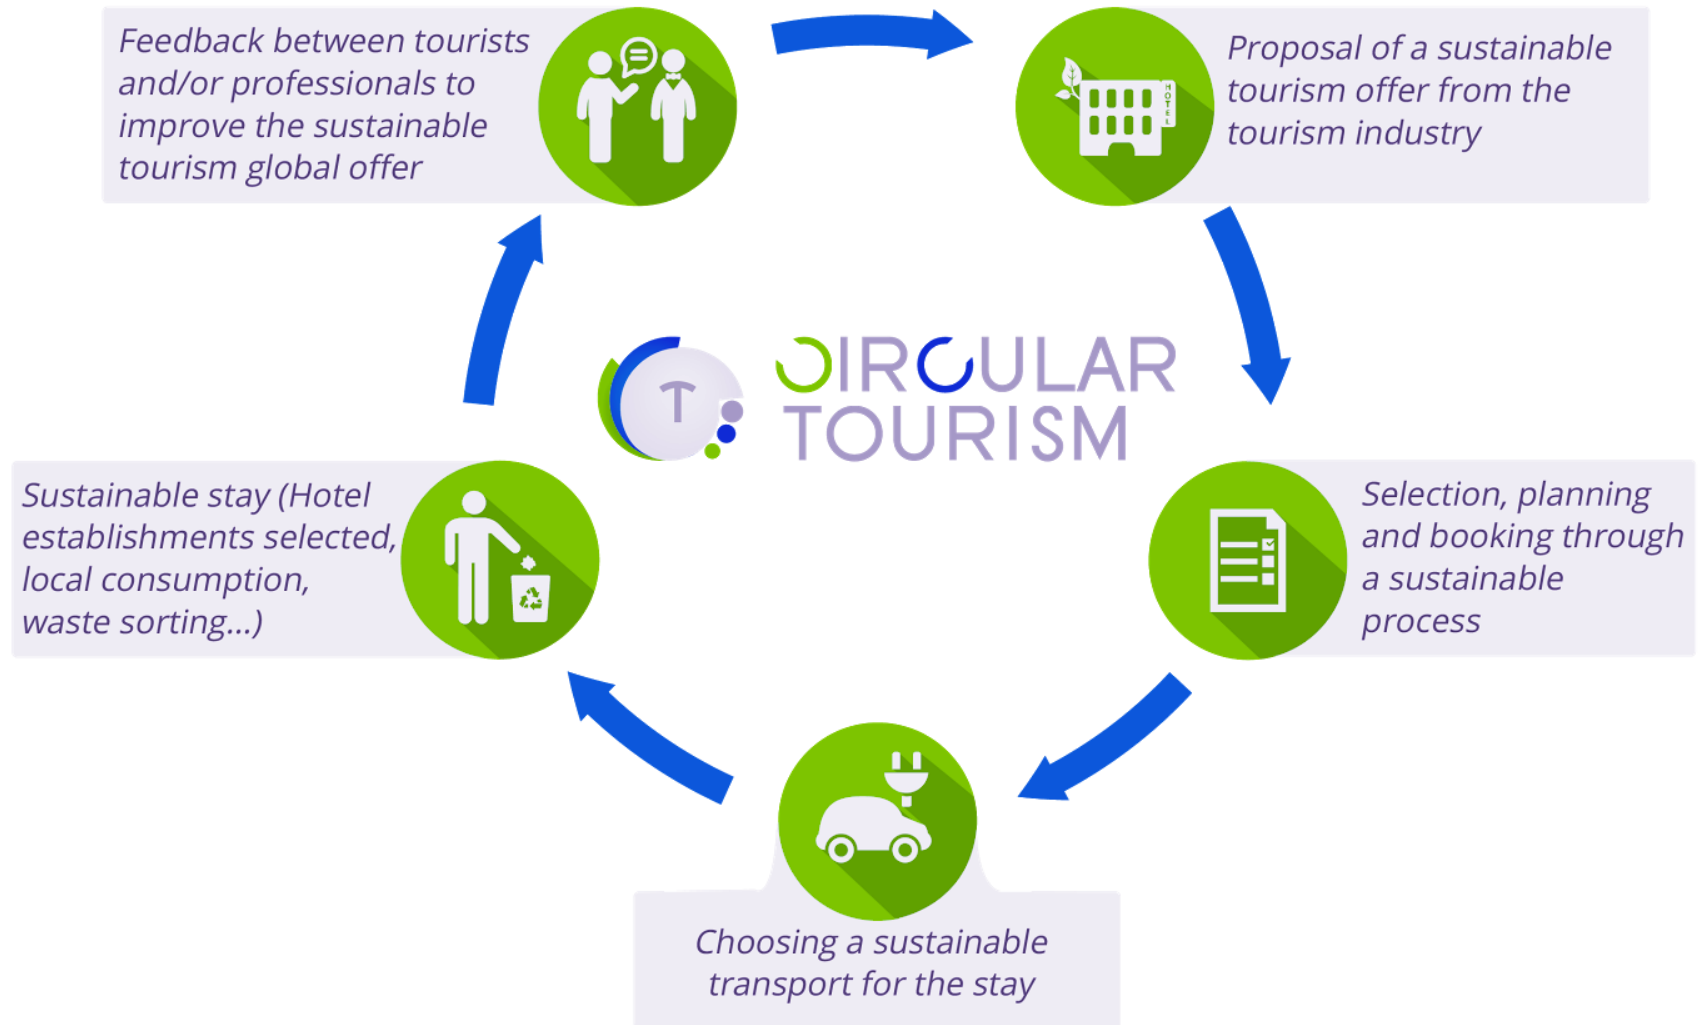 Feedback between tourists
and/or professionals to
improve the sustainable
tourism global offer
HOTEL
Proposal of a sustainable
tourism offer from the
tourism industry
T
CIRCULAR
TOURISM
Sustainable stay (Hotel
establishments selected,
local consumption,
waste sorting...)
Selection, planning
and booking through
a sustainable
process
Choosing a sustainable
transport for the stay